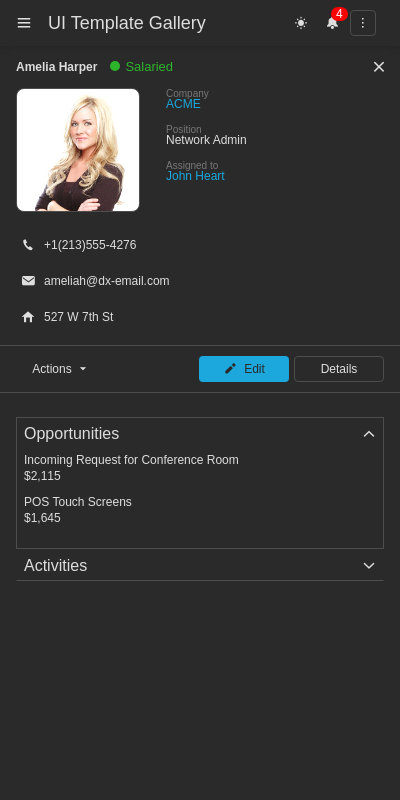 UI Template Gallery
4
Amelia Harper
Salaried
Company
ACME
Position
Network Admin
Assigned to
John Heart
+1(213)555-4276
ameliah@dx-email.com
527 W 7th St
Actions
Edit
Details
Opportunities
Incoming Request for Conference Room
$2,115
POS Touch Screens
$1,645
Activities